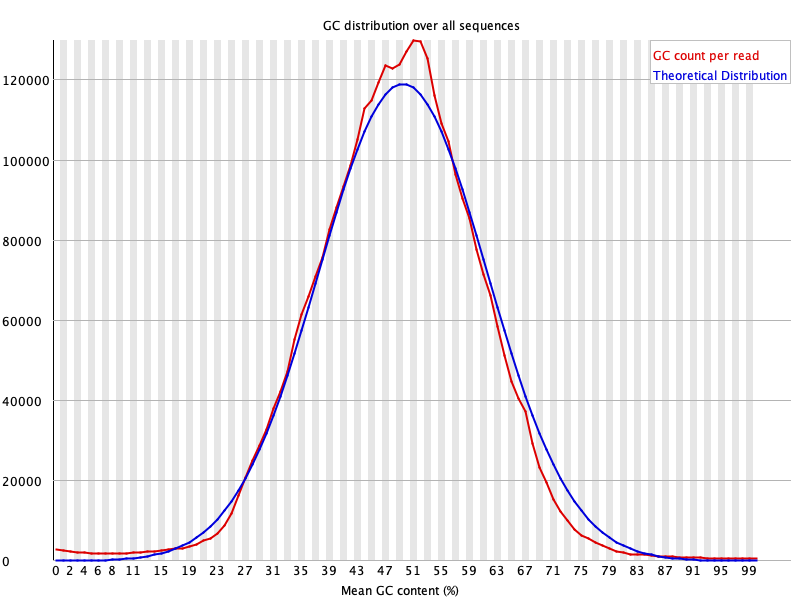 GC distribution over all sequences
GC count per read
Theoretical Distribution
120000
100000
80000
60000
40000
20000
0
0 2 4 6 8 11 15 19 23 27 31 35 39 43 47 51 55 59 63 67 71 75 79 83 87 91 95 99
Mean GC content (%)